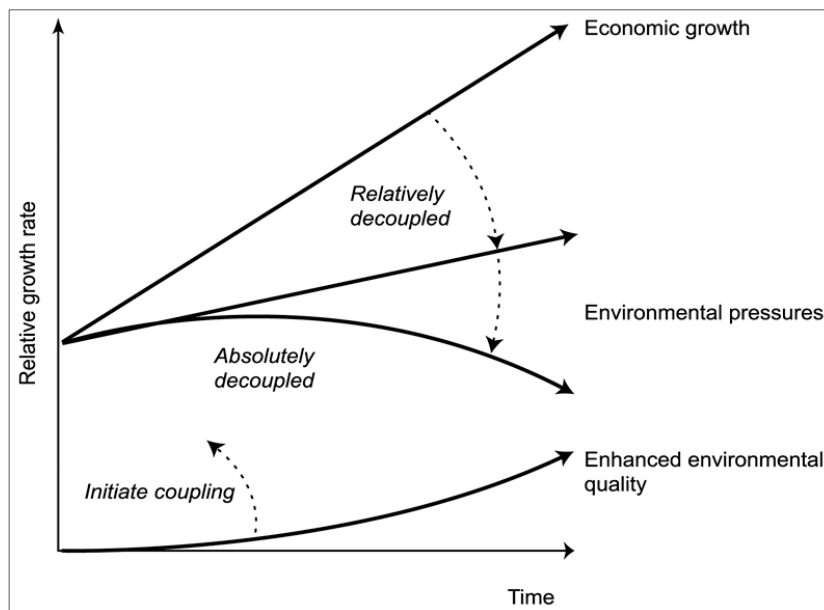 Economic growth
Relatively
decoupled
Relative growth rate
Environmental pressures
Absolutely
decoupled
Enhanced environmental
quality
Initiate coupling
Time